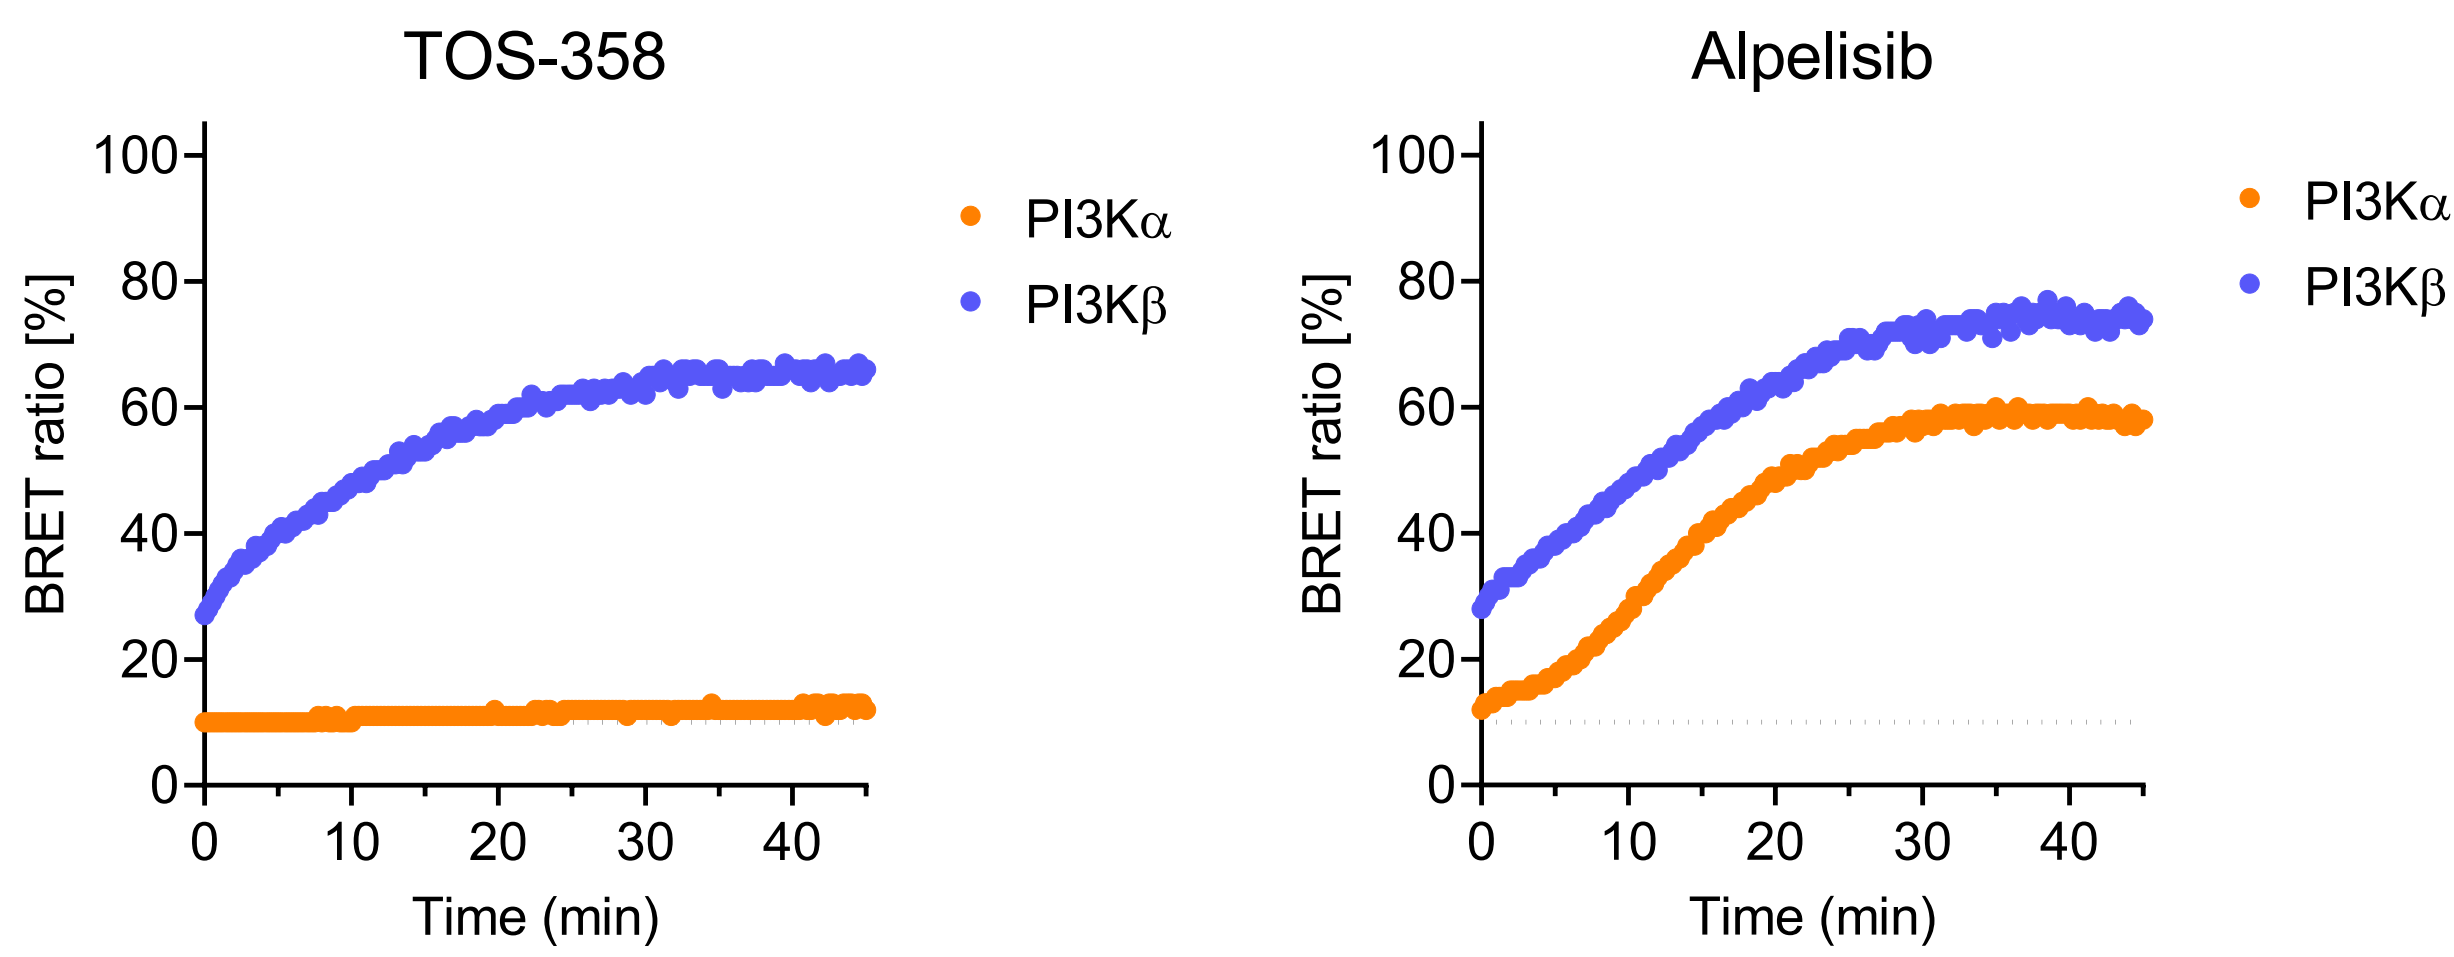 TOS-358
100
80
60
40
20
0
BRET ratio [%]
0 10 20 30 40
Time (min)
PI3Kα
PI3Kβ
Alpelisib
100
80
60
40
20
0
BRET ratio [%]
0 10 20 30 40
Time (min)
PI3Kα
PI3Kβ